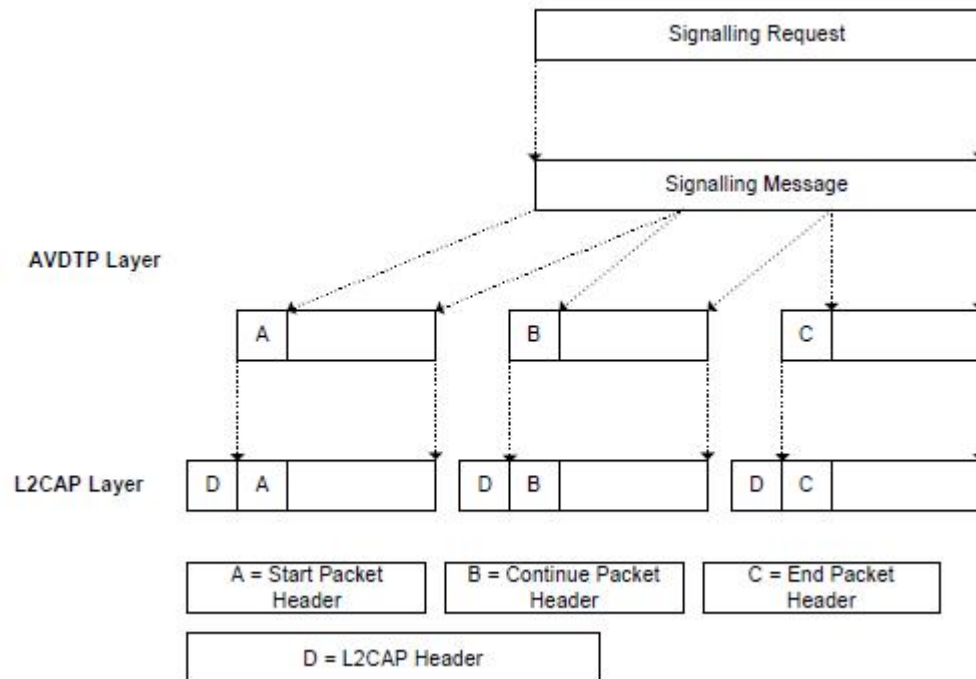 Signalling Request
Signalling Message
AVDTP Layer
A
B
C
L2CAP Layer
D A
D B
D C
A = Start Packet
Header
B = Continue Packet
Header
C = End Packet
Header
D = L2CAP Header